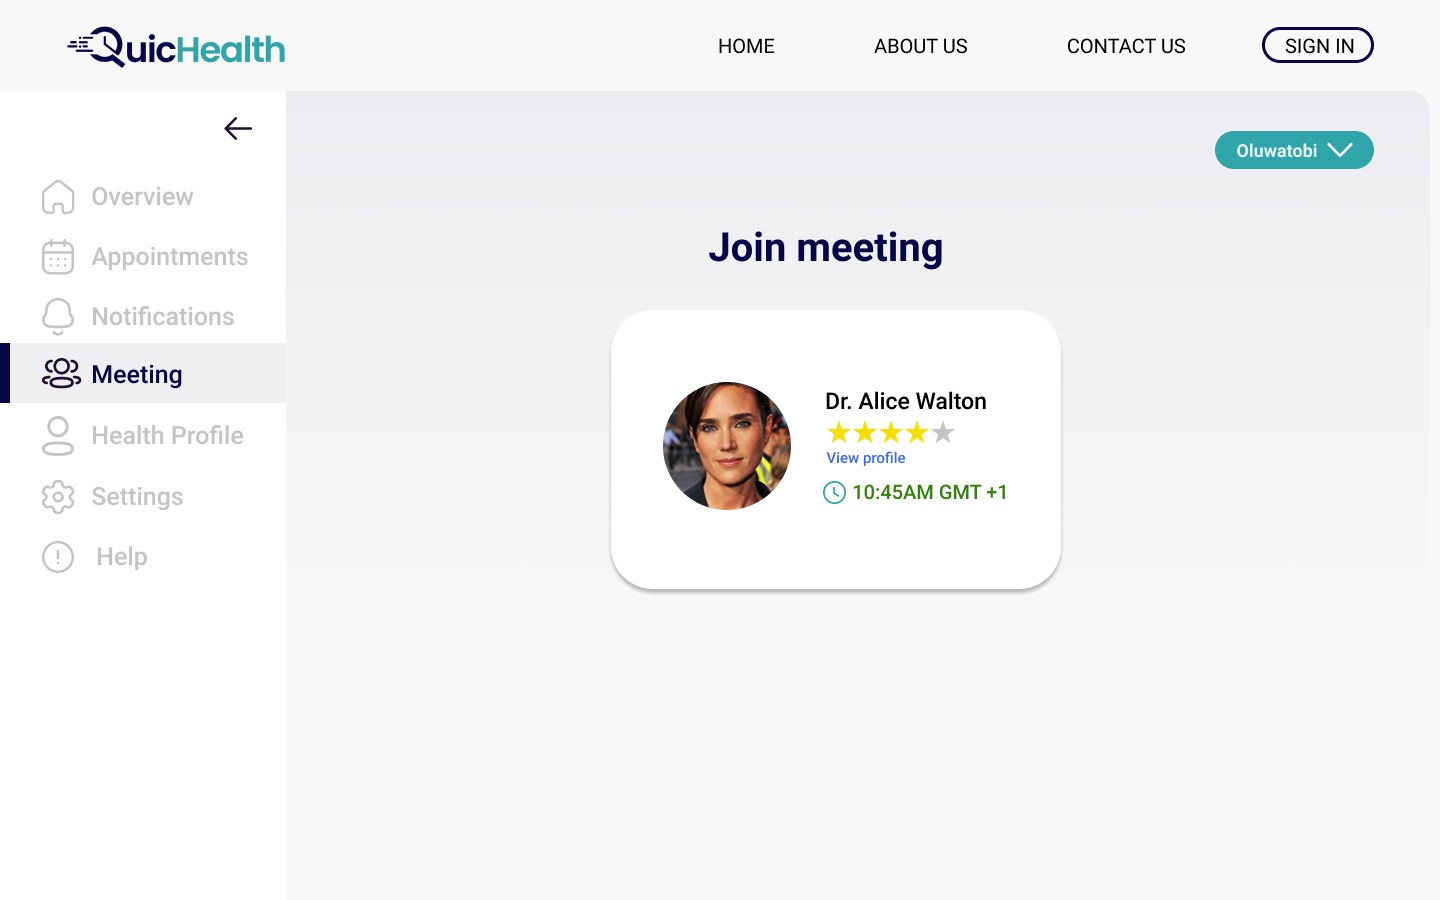 QuicHealth
HOME
ABOUT US
CONTACT US
SIGN IN
Oluwatobi
Overview
Appointments
Notifications
Meeting
Health Profile
Settings
Help
Join meeting
Dr. Alice Walton
View profile
10:45AM GMT +1